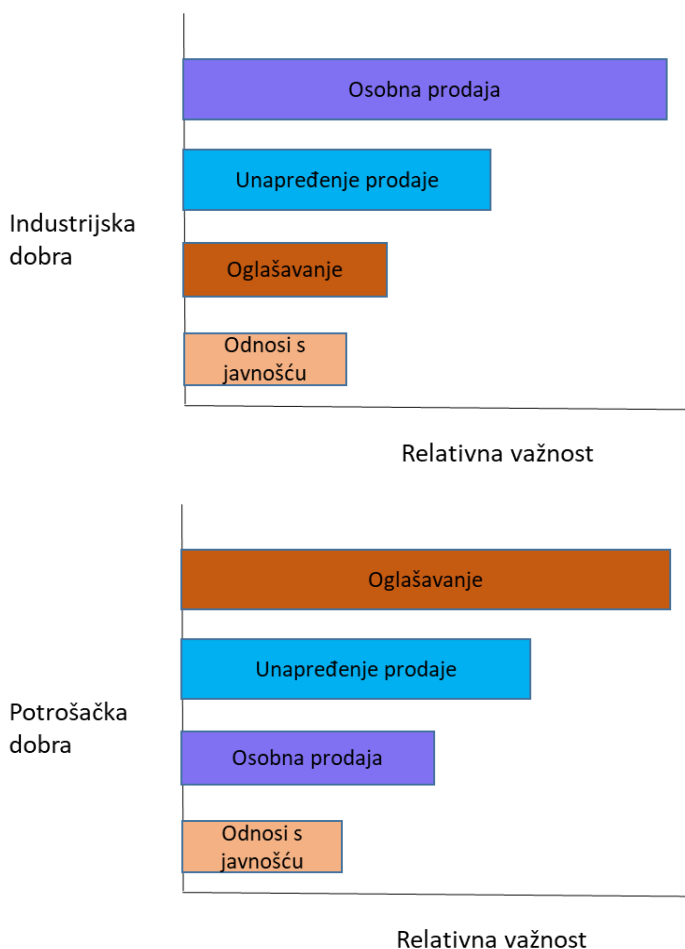 Osobna prodaja
Unapređenje prodaje
Industrijska
dobra
Oglašavanje
Odnosi s
javnošću
Relativna važnost
Oglašavanje
Unapređenje prodaje
Potrošačka
dobra
Osobna prodaja
Odnosi s
javnošću
Relativna važnost